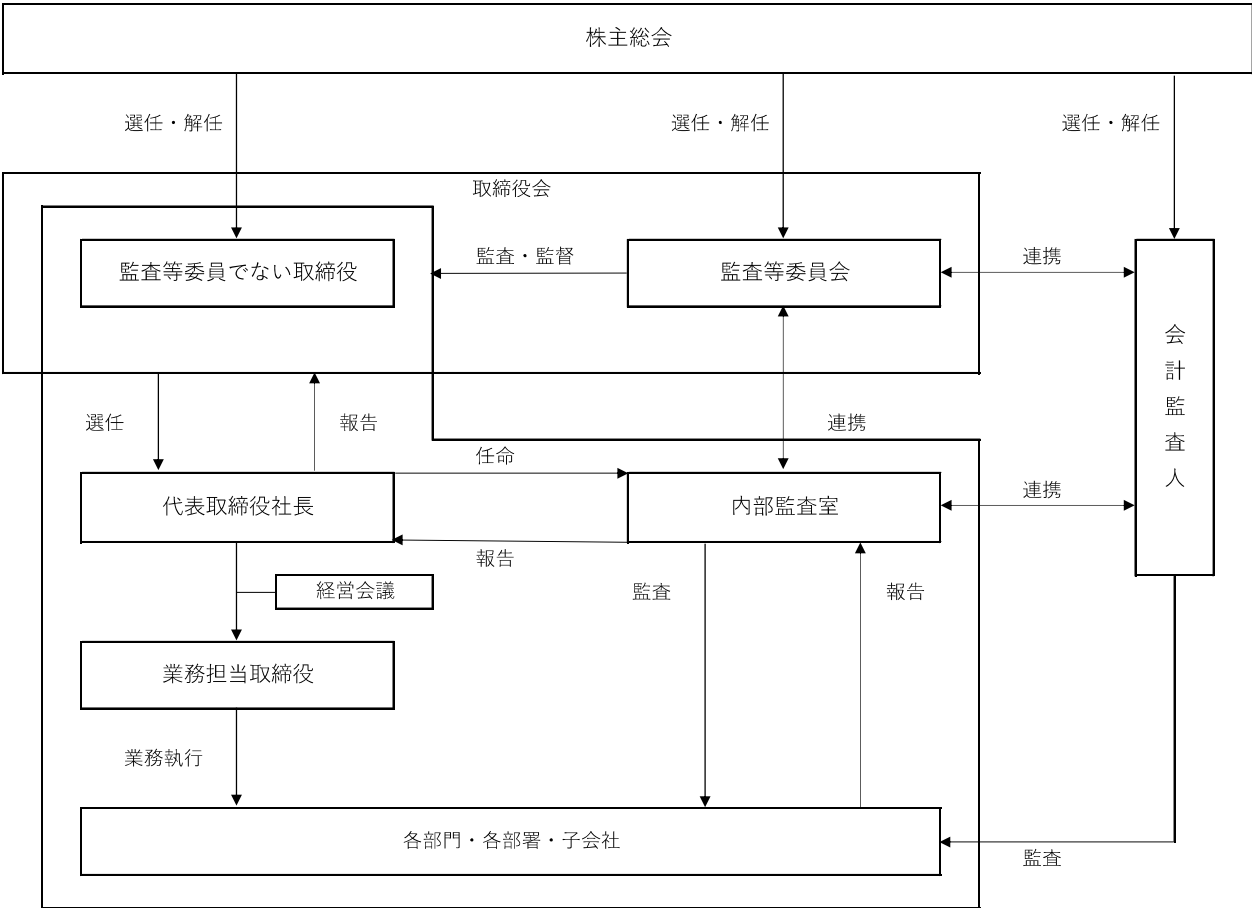 株主総会
選任・解任
選任・解任
選任・解任
取締役会
監査等委員でない取締役
監査・監督
監査等委員会
連携
会計監査人
選任
報告
連携
任命
代表取締役社長
内部監査室
連携
報告
経営会議
監査
報告
業務担当取締役
業務執行
各部門・各部署・子会社
監査